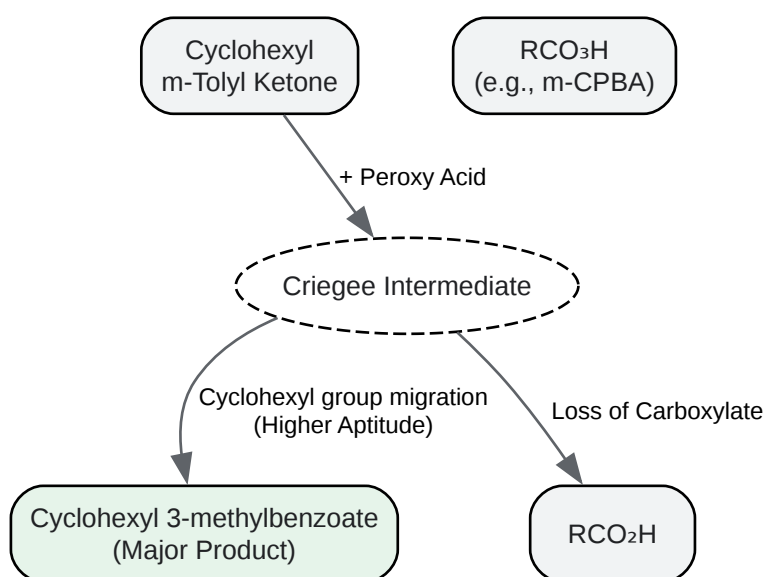 Cyclohexyl
m-Tolyl Ketone
RCO₃H
(e.g., m-CPBA)
+ Peroxy Acid
Criegee Intermediate
Cyclohexyl group migration
(Higher Aptitude)
Loss of Carboxylate
Cyclohexyl 3-methylbenzoate
(Major Product)
RCO₂H